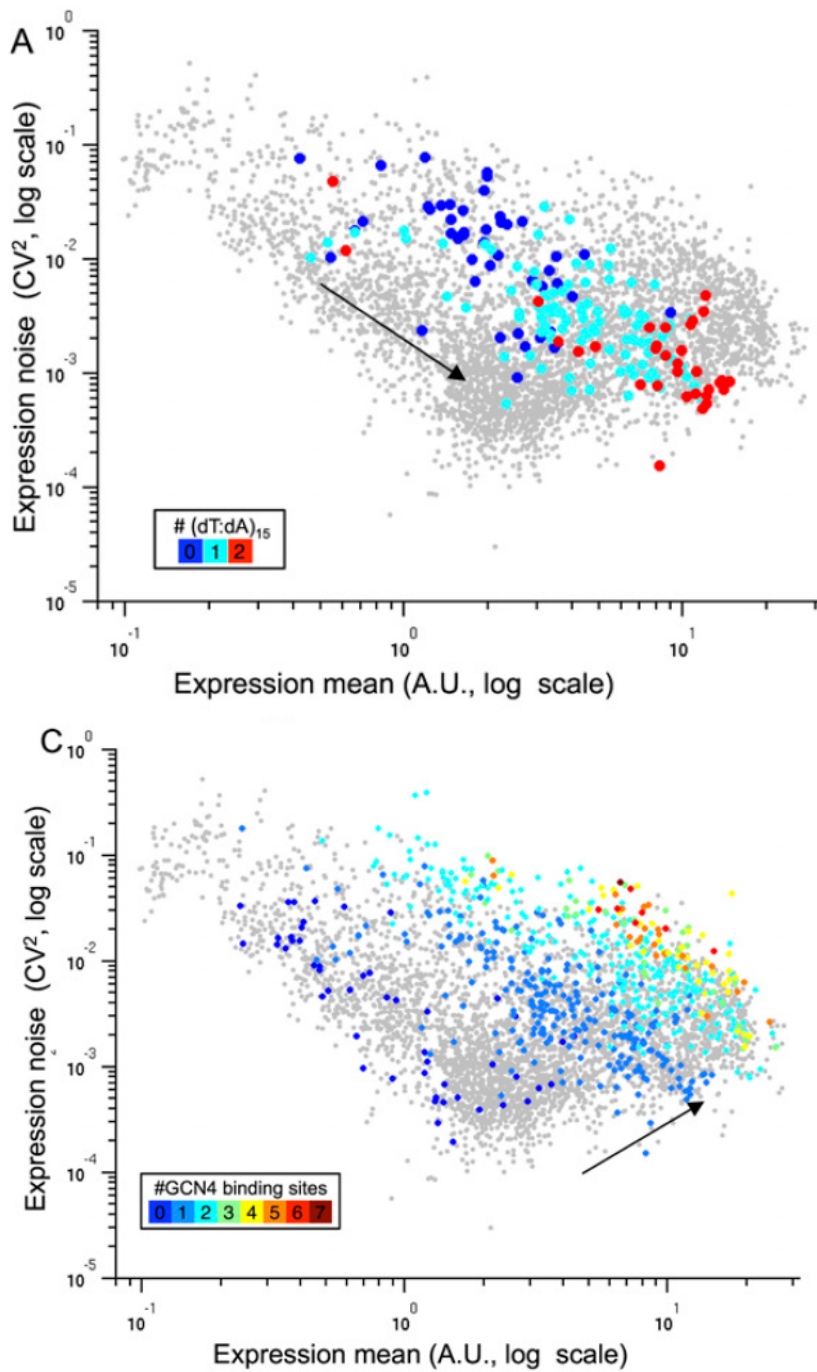 A
10^0
10^-1
10^-2
10^-3
10^-4
10^-5
Expression noise (CV², log scale)
# (dT:dA)₁₅
0 1 2
10^-1 10^0 10^1
Expression mean (A.U., log scale)
C
10^0
10^-1
10^-2
10^-3
10^-4
10^-5
Expression noise (CV², log scale)
#GCN4 binding sites
0 1 2 3 4 5 6 7
10^-1 10^0 10^1
Expression mean (A.U., log scale)